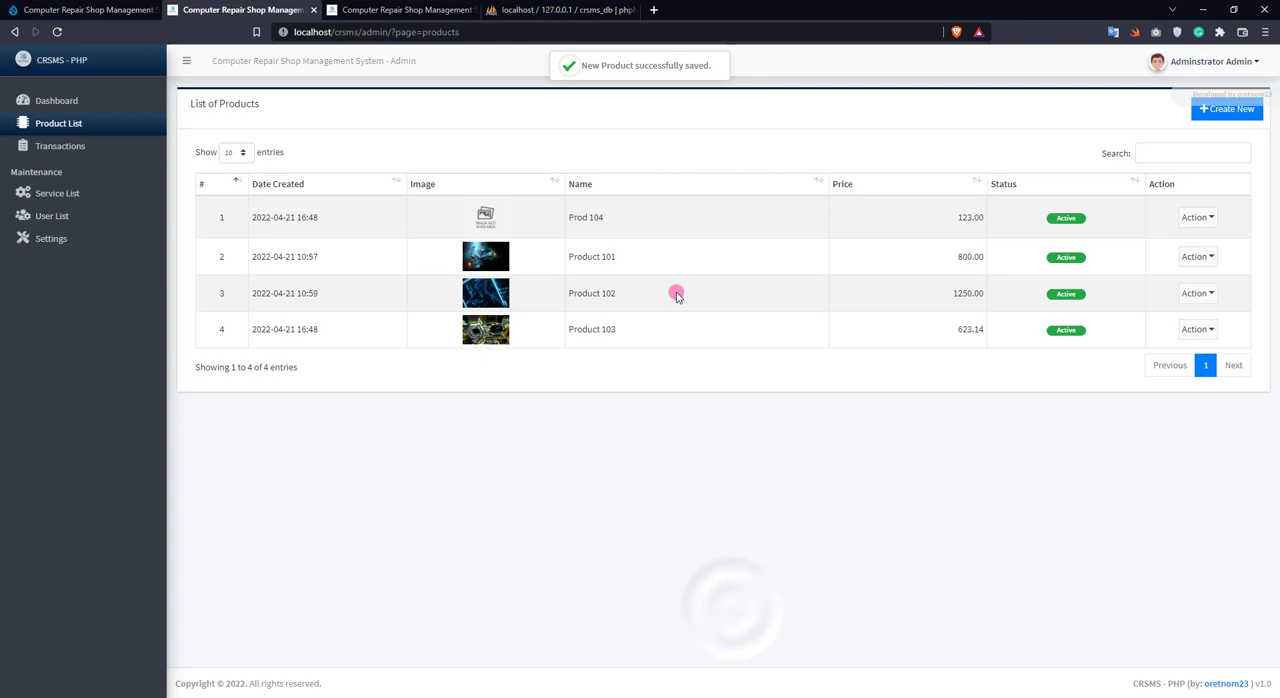 Computer Repair Shop Management S
Computer Repair Shop Managem
Computer Repair Shop Management
localhost / 127.0.0.1 / crsms_db | phpM
localhost/crsms/admin/?page=products
CRSMS - PHP
Computer Repair Shop Management System - Admin
New Product successfully saved.
Adminstrator Admin
Dashboard
Product List
Transactions
Maintenance
Service List
User List
Settings
List of Products
Developed by oretnom23
Create New
Show 10 entries
Search:
# Date Created Image Name Price Status Action
1 2022-04-21 16:48 Prod 104 123.00 Active Action
2 2022-04-21 10:57 Product 101 800.00 Active Action
3 2022-04-21 10:59 Product 102 1250.00 Active Action
4 2022-04-21 16:48 Product 103 623.14 Active Action
Showing 1 to 4 of 4 entries
Previous 1 Next
Copyright © 2022. All rights reserved.
CRSMS - PHP (by: oretnom23 ) v1.0